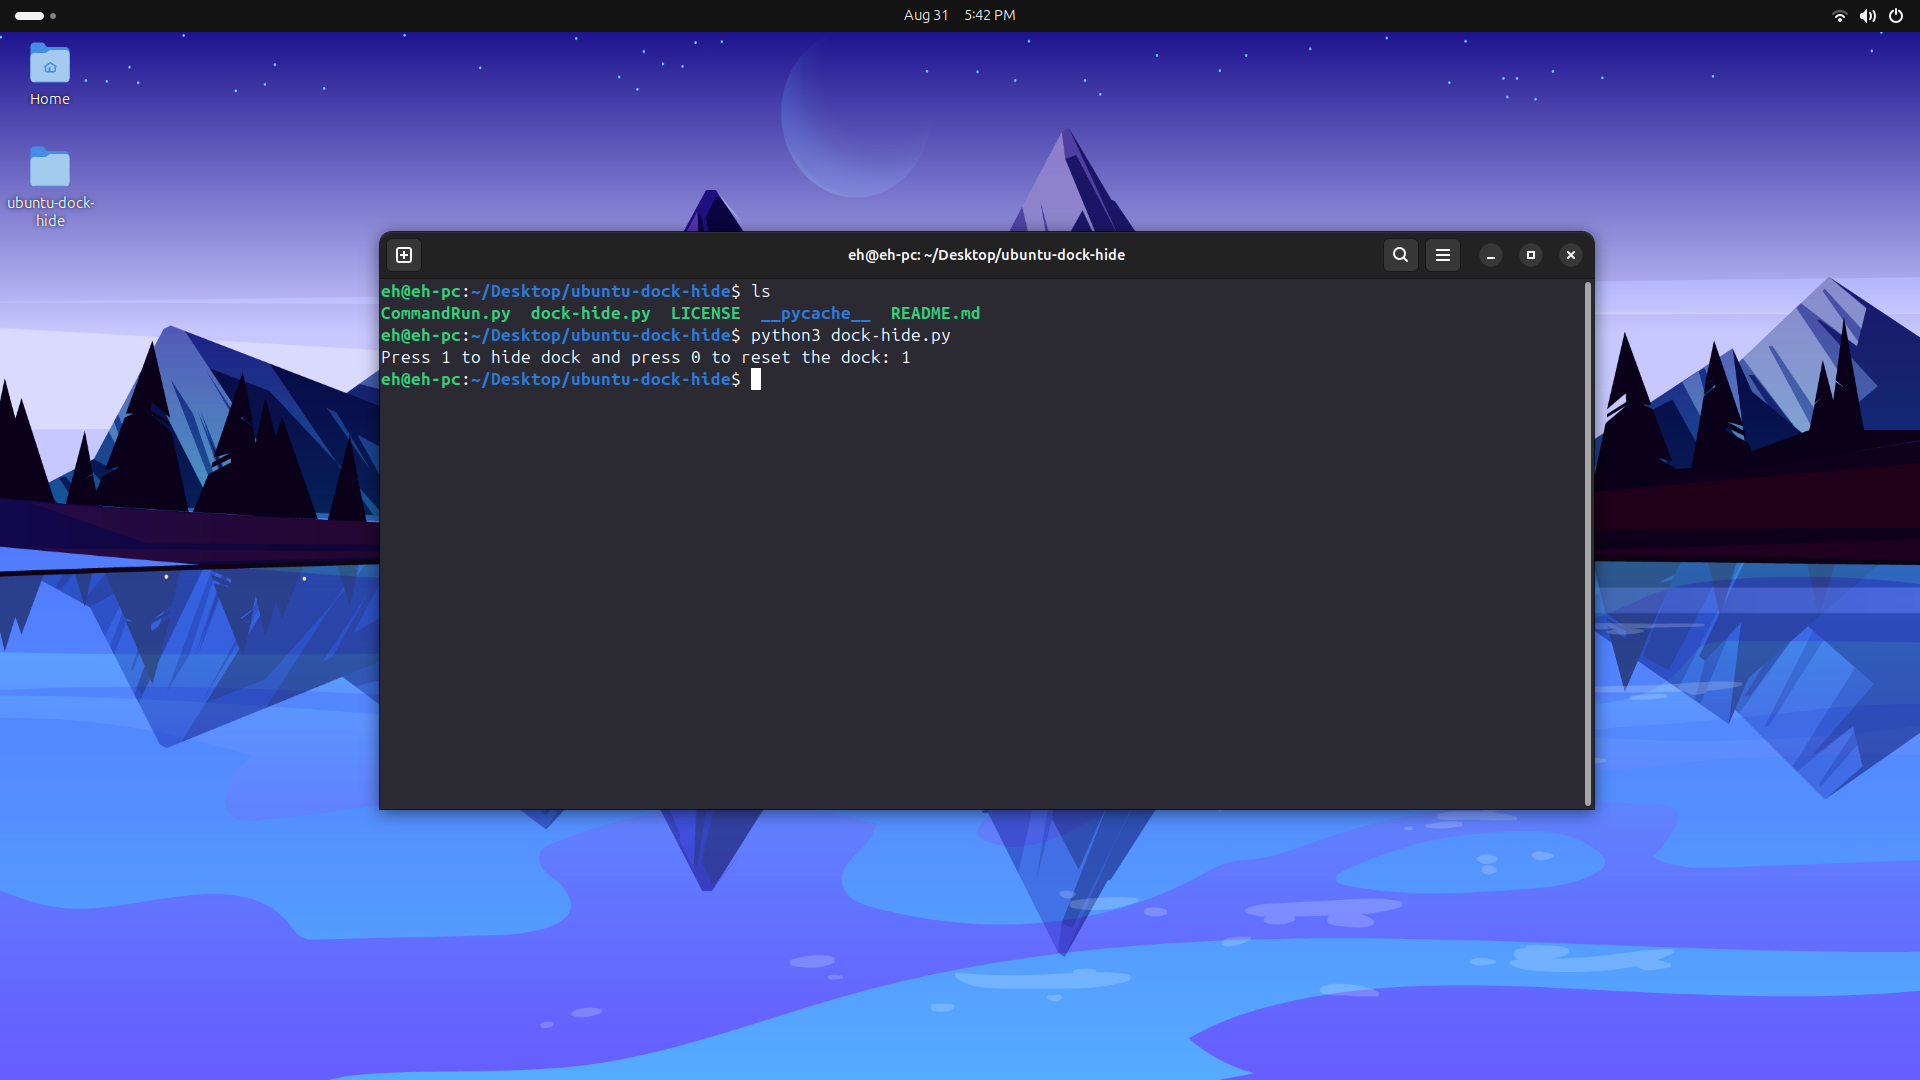 Aug 31 5:42 PM
Home
ubuntu-dock-
hide
eh@eh-pc: ~/Desktop/ubuntu-dock-hide
eh@eh-pc:~/Desktop/ubuntu-dock-hide$ ls
CommandRun.py dock-hide.py LICENSE __pycache__ README.md
eh@eh-pc:~/Desktop/ubuntu-dock-hide$ python3 dock-hide.py
Press 1 to hide dock and press 0 to reset the dock: 1
eh@eh-pc:~/Desktop/ubuntu-dock-hide$